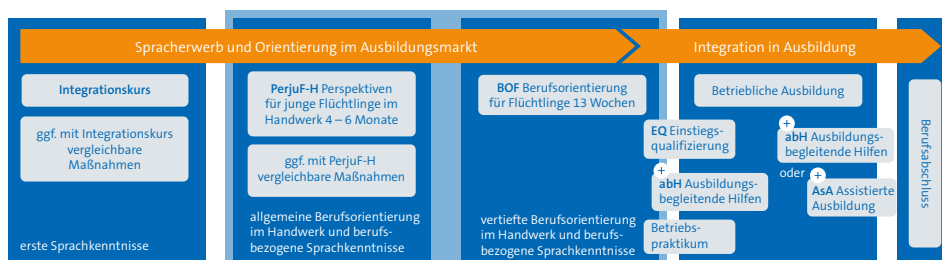 Spracherwerb und Orientierung im Ausbildungsmarkt
Integration in Ausbildung
Integrationskurs
ggf. mit Integrationskurs
vergleichbare
Maßnahmen
erste Sprachkenntnisse
PerjuF-H Perspektiven
für junge Flüchtlinge im
Handwerk 4 – 6 Monate
ggf. mit PerjuF-H
vergleichbare Maßnahmen
allgemeine Berufsorientierung
im Handwerk und berufs-
bezogene Sprachkenntnisse
BOF Berufsorientierung
für Flüchtlinge 13 Wochen
vertiefte Berufsorientierung
im Handwerk und berufs-
bezogene Sprachkenntnisse
EQ Einstiegs-
qualifizierung
+
abH Ausbildungs-
begleitende Hilfen
Betriebs-
praktikum
Betriebliche Ausbildung
+
abH Ausbildungs-
begleitende Hilfen
oder
+
AsA Assistierte
Ausbildung
Berufsabschluss